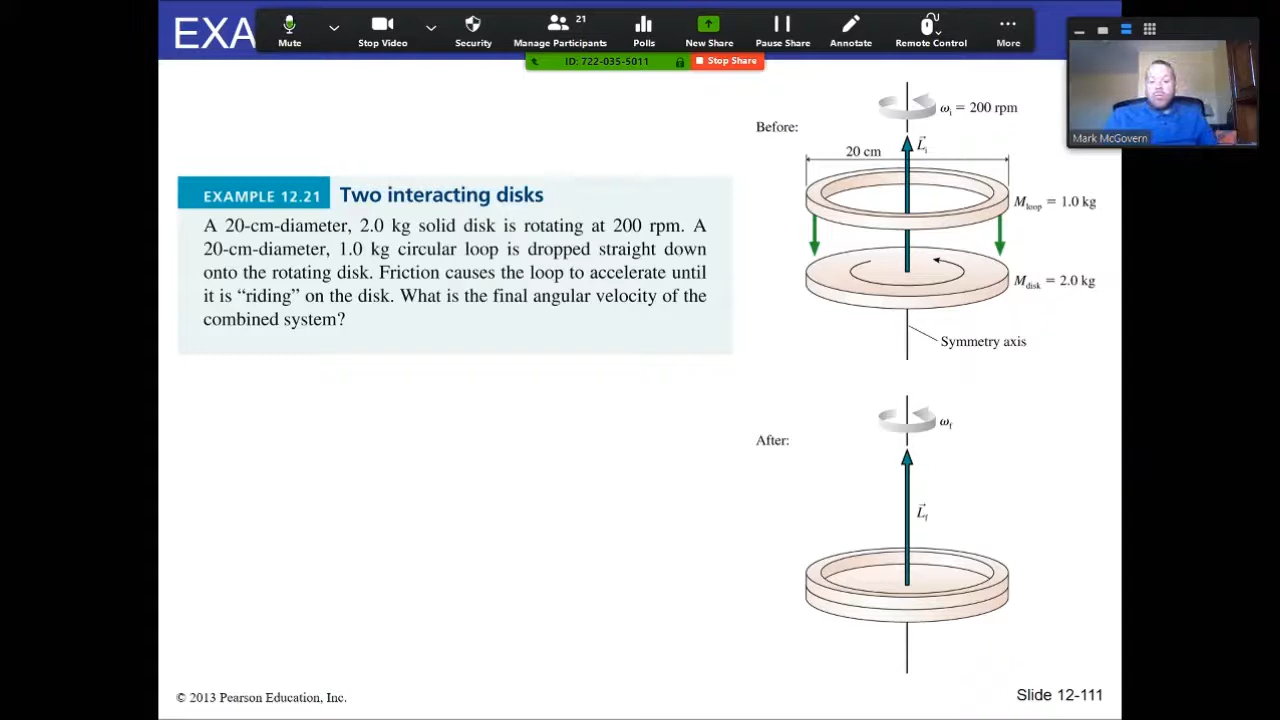 EXA
Mute
Stop Video
Security
Manage Participants
21
Polls
New Share
Pause Share
Annotate
Remote Control
More
ID: 722-035-5011
Stop Share
Mark McGovern
EXAMPLE 12.21 Two interacting disks
A 20-cm-diameter, 2.0 kg solid disk is rotating at 200 rpm. A
20-cm-diameter, 1.0 kg circular loop is dropped straight down
onto the rotating disk. Friction causes the loop to accelerate until
it is “riding” on the disk. What is the final angular velocity of the
combined system?
Before:
ωi = 200 rpm
Li
20 cm
Mloop = 1.0 kg
Mdisk = 2.0 kg
Symmetry axis
After:
ωf
Lf
© 2013 Pearson Education, Inc.
Slide 12-111